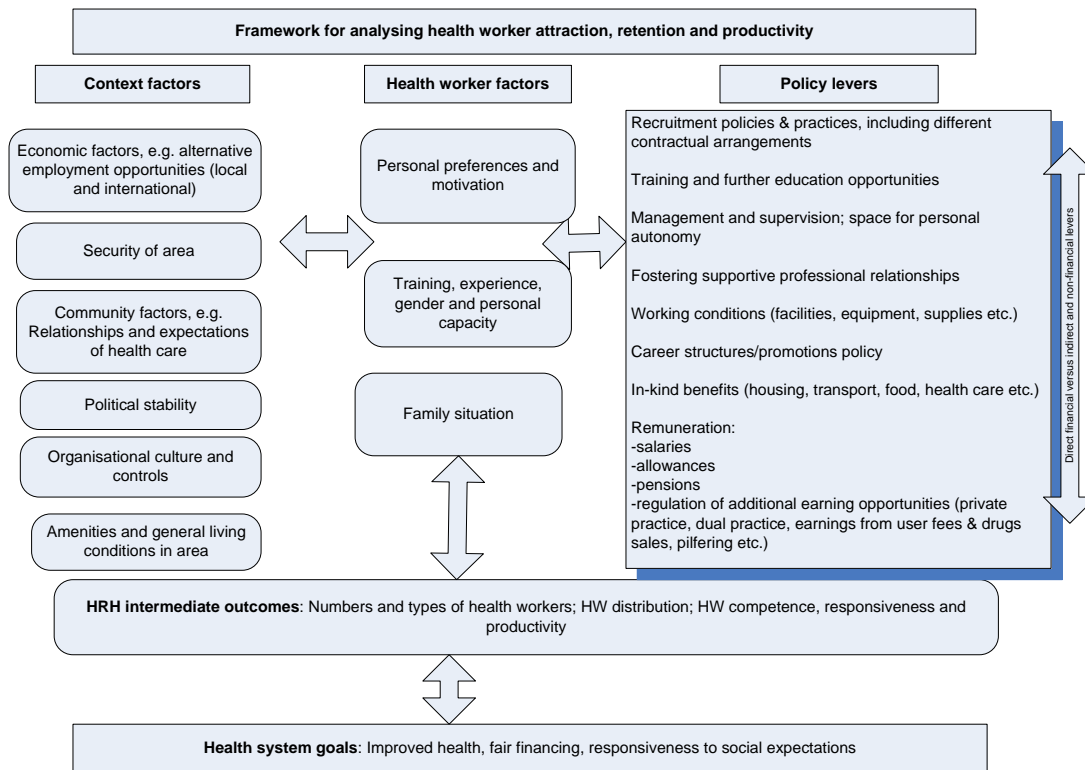 Framework for analysing health worker attraction, retention and productivity
Context factors
Health worker factors
Policy levers
Economic factors, e.g. alternative
employment opportunities (local
and international)
Security of area
Community factors, e.g.
Relationships and expectations
of health care
Political stability
Organisational culture and
controls
Amenities and general living
conditions in area
Personal preferences and
motivation
Training, experience,
gender and personal
capacity
Family situation
Recruitment policies & practices, including different
contractual arrangements
Training and further education opportunities
Management and supervision; space for personal
autonomy
Fostering supportive professional relationships
Working conditions (facilities, equipment, supplies etc.)
Career structures/promotions policy
In-kind benefits (housing, transport, food, health care etc.)
Remuneration:
-salaries
-allowances
-pensions
-regulation of additional earning opportunities (private
practice, dual practice, earnings from user fees & drugs
sales, pilfering etc.)
Direct financial versus indirect and non-financial levers
HRH intermediate outcomes: Numbers and types of health workers; HW distribution; HW competence, responsiveness and
productivity
Health system goals: Improved health, fair financing, responsiveness to social expectations